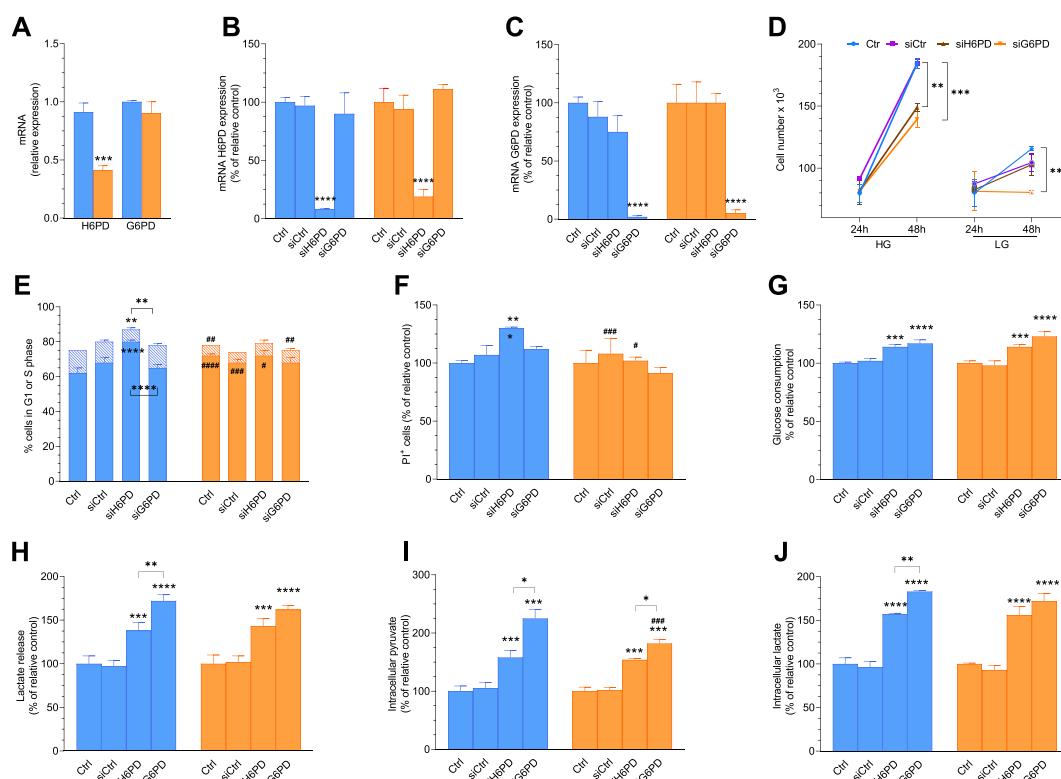 A
mRNA
(relative expression)
1.5
1.0
0.5
0.0
***
H6PD
G6PD
B
mRNA H6PD expression
(% of relative control)
150
100
50
0
****
****
Ctrl
siCtrl
siH6PD
siG6PD
Ctrl
siCtrl
siH6PD
siG6PD
C
mRNA G6PD expression
(% of relative control)
150
100
50
0
****
****
Ctrl
siCtrl
siH6PD
siG6PD
Ctrl
siCtrl
siH6PD
siG6PD
D
Ctr
siCtr
siH6PD
siG6PD
Cell number x 10³
200
150
100
**
***
**
24h
48h
24h
48h
HG
LG
E
% cells in G1 or S phase
100
80
60
40
20
0
**
**
****
****
##
####
###
#
##
Ctrl
siCtrl
siH6PD
siG6PD
Ctrl
siCtrl
siH6PD
siG6PD
F
PI⁺ cells (% of relative control)
150
100
50
0
**
*
###
#
Ctrl
siCtrl
siH6PD
siG6PD
Ctrl
siCtrl
siH6PD
siG6PD
G
Glucose consumption
% of relative control)
150
100
50
0
***
****
***
****
Ctrl
siCtrl
siH6PD
siG6PD
Ctrl
siCtrl
siH6PD
siG6PD
H
Lactate release
(% of relative control)
200
150
100
50
0
**
***
****
***
****
Ctrl
siCtrl
siH6PD
siG6PD
Ctrl
siCtrl
siH6PD
siG6PD
I
Intracellular pyruvate
(% of relative control)
300
200
100
0
*
***
***
*
###
***
***
Ctrl
siCtrl
siH6PD
siG6PD
Ctrl
siCtrl
siH6PD
siG6PD
J
Intracellular lactate
(% of relative control)
200
150
100
50
0
**
****
****
****
****
Ctrl
siCtrl
siH6PD
siG6PD
Ctrl
siCtrl
siH6PD
siG6PD